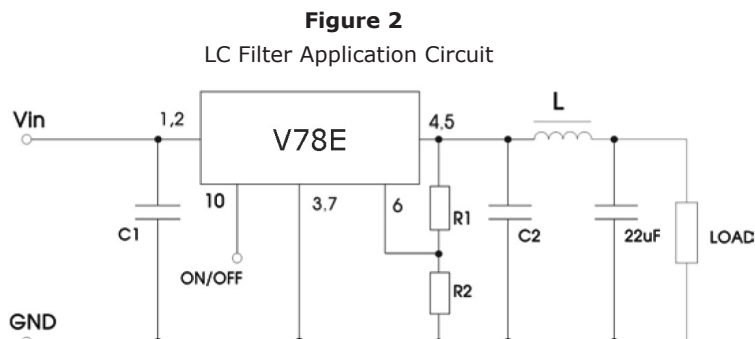 Figure 2
LC Filter Application Circuit
L
Vin
1,2
V78E
4,5
10
3,7
6
C1
R1
C2
22uF
LOAD
ON/OFF
R2
GND